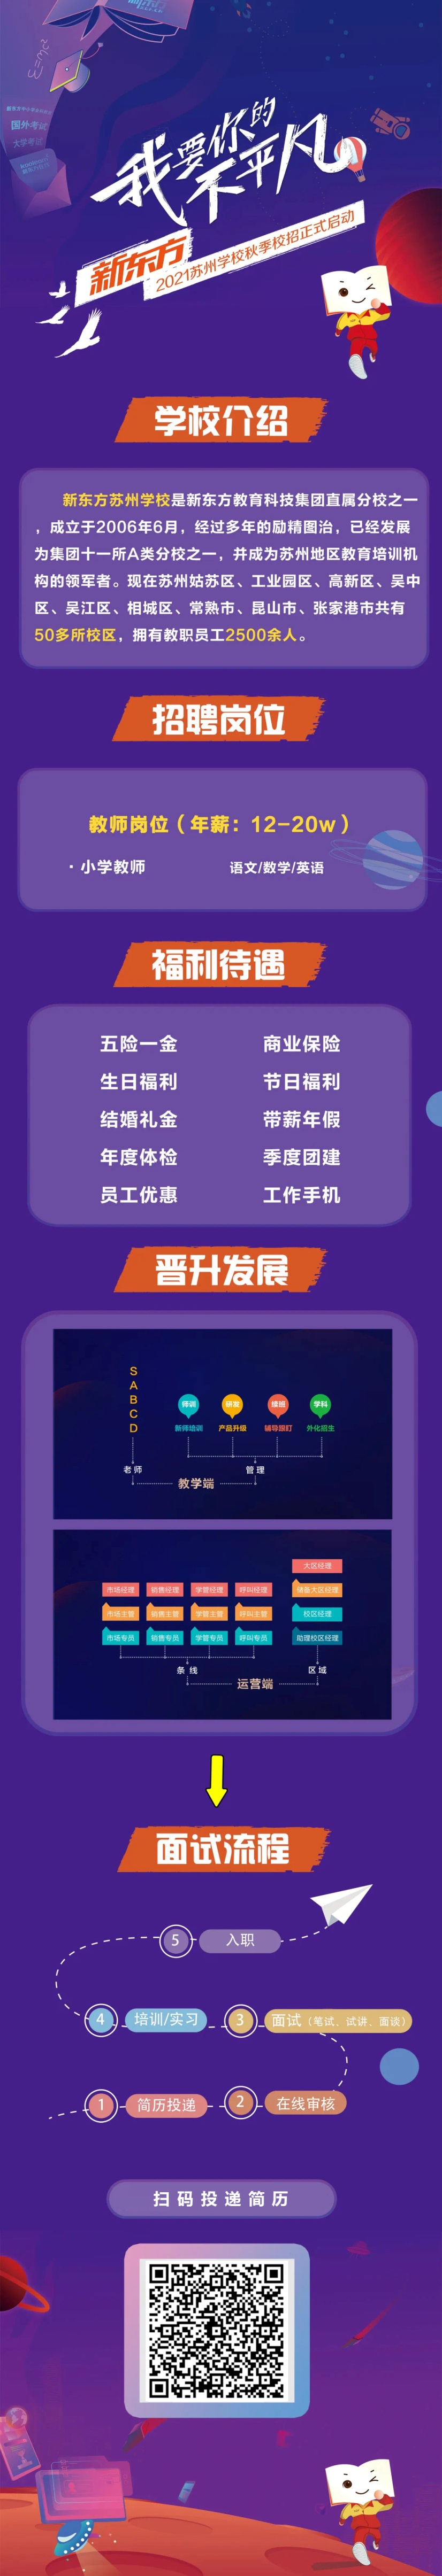 E=mc²
国外考试
大学考试
我要你的
不平凡
新东方
2021苏州学校秋季校招正式启动
学校介绍
新东方苏州学校是新东方教育科技集团直属分校之一
，成立于2006年6月，经过多年的励精图治，已经发展
为集团十一所A类分校之一，并成为苏州地区教育培训机
构的领军者。现在苏州姑苏区、工业园区、高新区、吴中
区、吴江区、相城区、常熟市、昆山市、张家港市共有
50多所校区，拥有教职员工2500余人。
招聘岗位
教师岗位（年薪：12-20w）
·小学教师 语文/数学/英语
福利待遇
五险一金 商业保险
生日福利 节日福利
结婚礼金 带薪年假
年度体检 季度团建
员工优惠 工作手机
晋升发展
S
A
B
C
D
师训 研发 续班 学科
新师培训 产品升级 辅导跟盯 外化招生
老师 管理
教学端
大区经理
市场经理 销售经理 学管经理 呼叫经理 储备大区经理
市场主管 销售主管 学管主管 呼叫主管 校区经理
市场专员 销售专员 学管专员 呼叫专员 助理校区经理
条线 区域
运营端
面试流程
5 入职
4 培训/实习 3 面试（笔试、试讲、面谈）
1 简历投递 2 在线审核
扫码投递简历